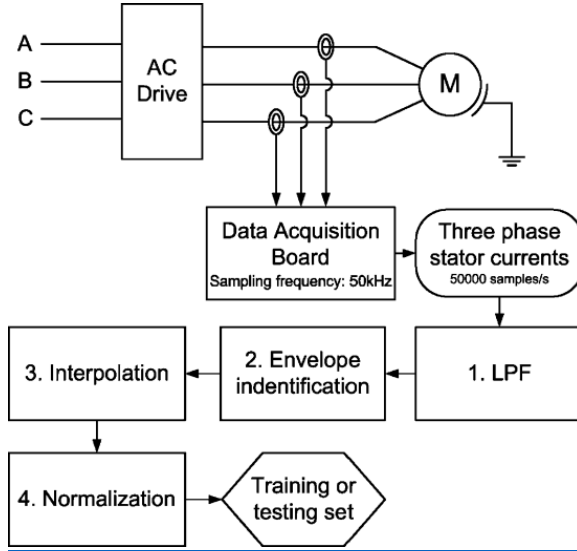 A
B
C
AC
Drive
M
Data Acquisition
Board
Sampling frequency: 50kHz
Three phase
stator currents
50000 samples/s
1. LPF
2. Envelope
indentification
3. Interpolation
4. Normalization
Training or
testing set